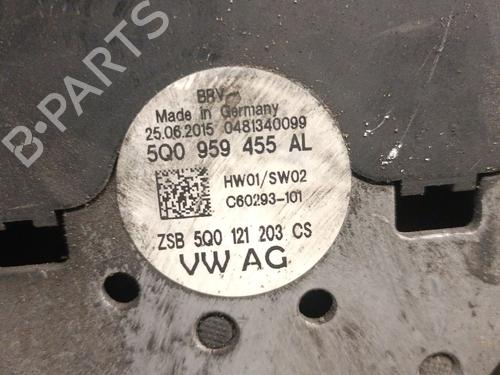 BBV
Made in Germany
25.06.2015 0481340099
5Q0 959 455 AL
HW01/SW02
C60293-101
ZSB 5Q0 121 203 CS
VW AG
B-PARTS